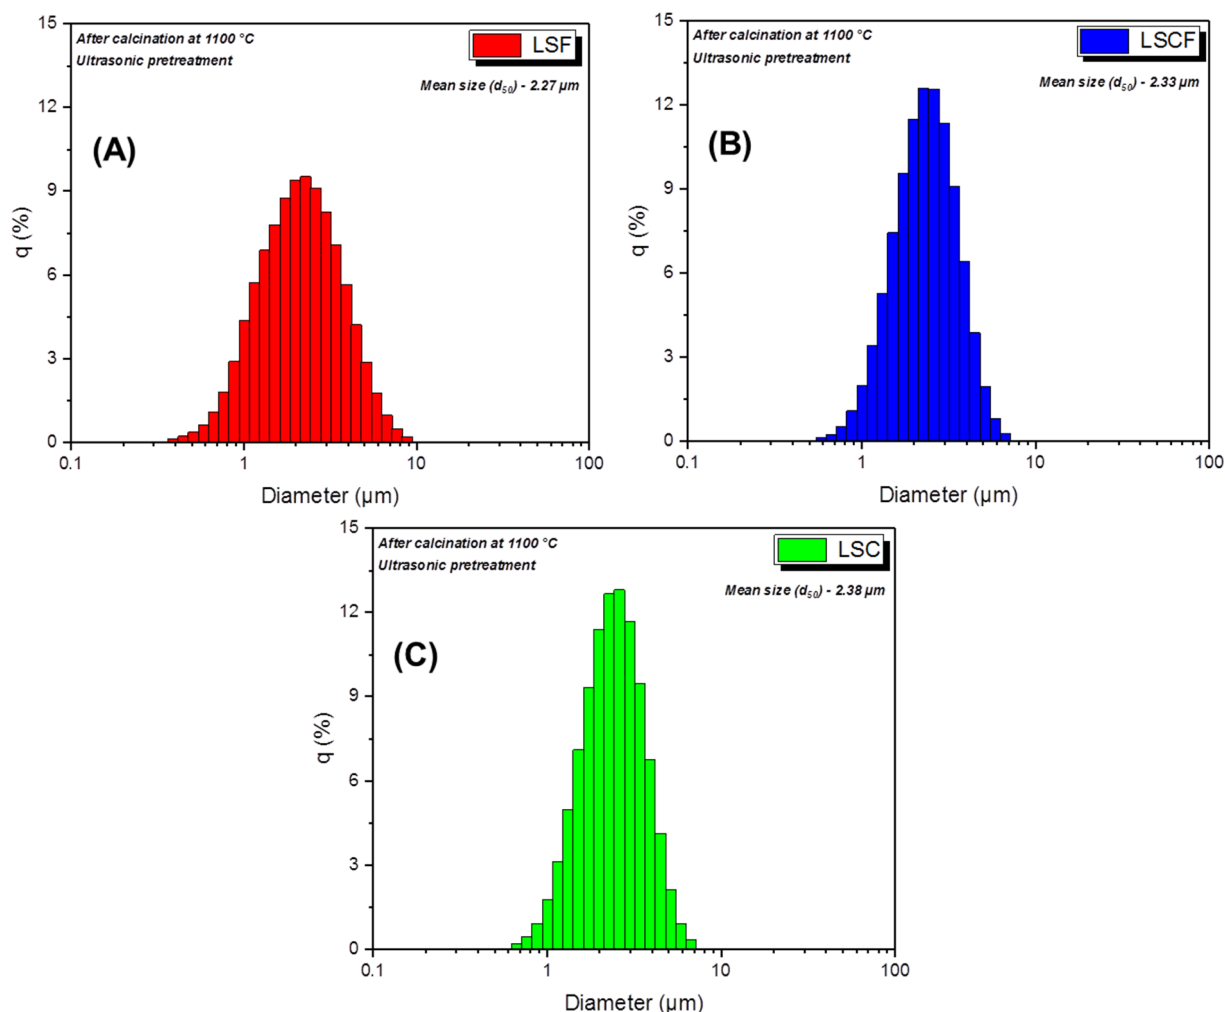 After calcination at 1100 °C
Ultrasonic pretreatment
LSF
Mean size (d₅₀) - 2.27 µm
(A)
15
12
9
6
3
0
q (%)
0.1
1
10
100
Diameter (µm)
After calcination at 1100 °C
Ultrasonic pretreatment
LSCF
Mean size (d₅₀) - 2.33 µm
(B)
15
12
9
6
3
0
q (%)
0.1
1
10
100
Diameter (µm)
After calcination at 1100 °C
Ultrasonic pretreatment
LSC
Mean size (d₅₀) - 2.38 µm
(C)
15
12
9
6
3
0
q (%)
0.1
1
10
100
Diameter (µm)